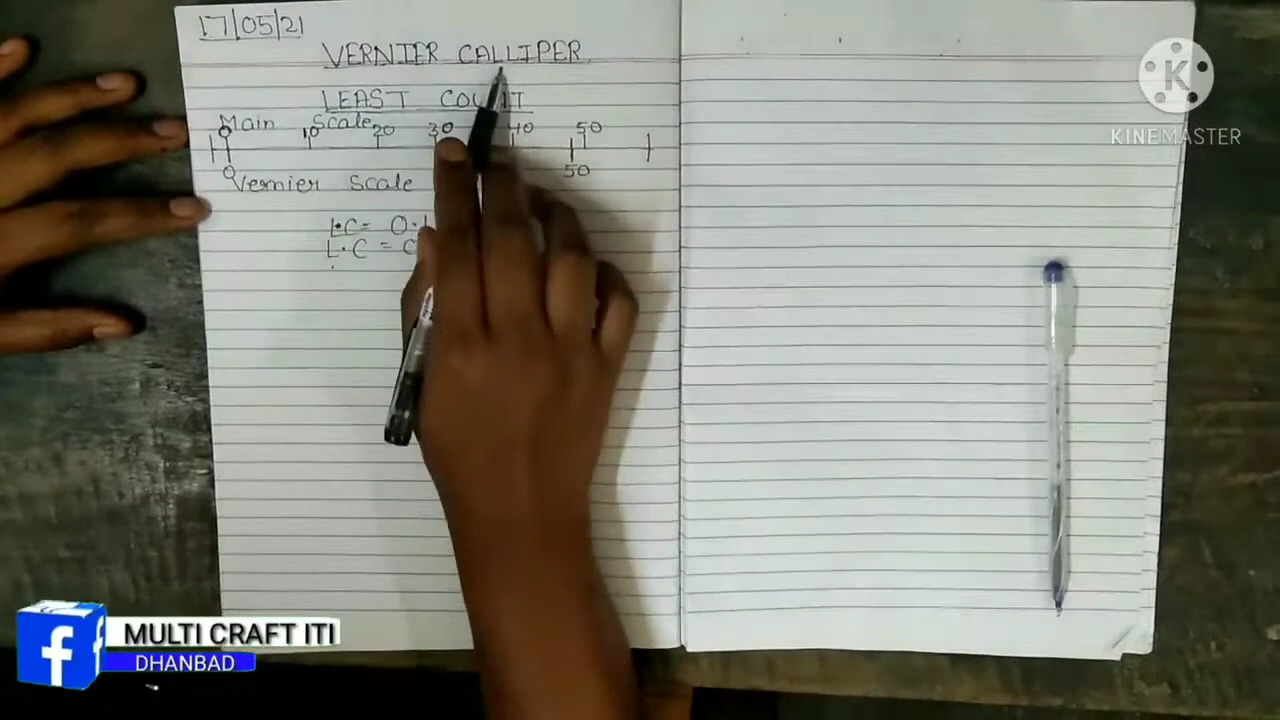 17/05/21
VERNIER CALLIPER
LEAST
Main Scale
0 10 20 30 40 50
0 50
Vernier Scale
L.C = 0.
L.C =
K
KINEMASTER
f
MULTI CRAFT ITI
DHANBAD